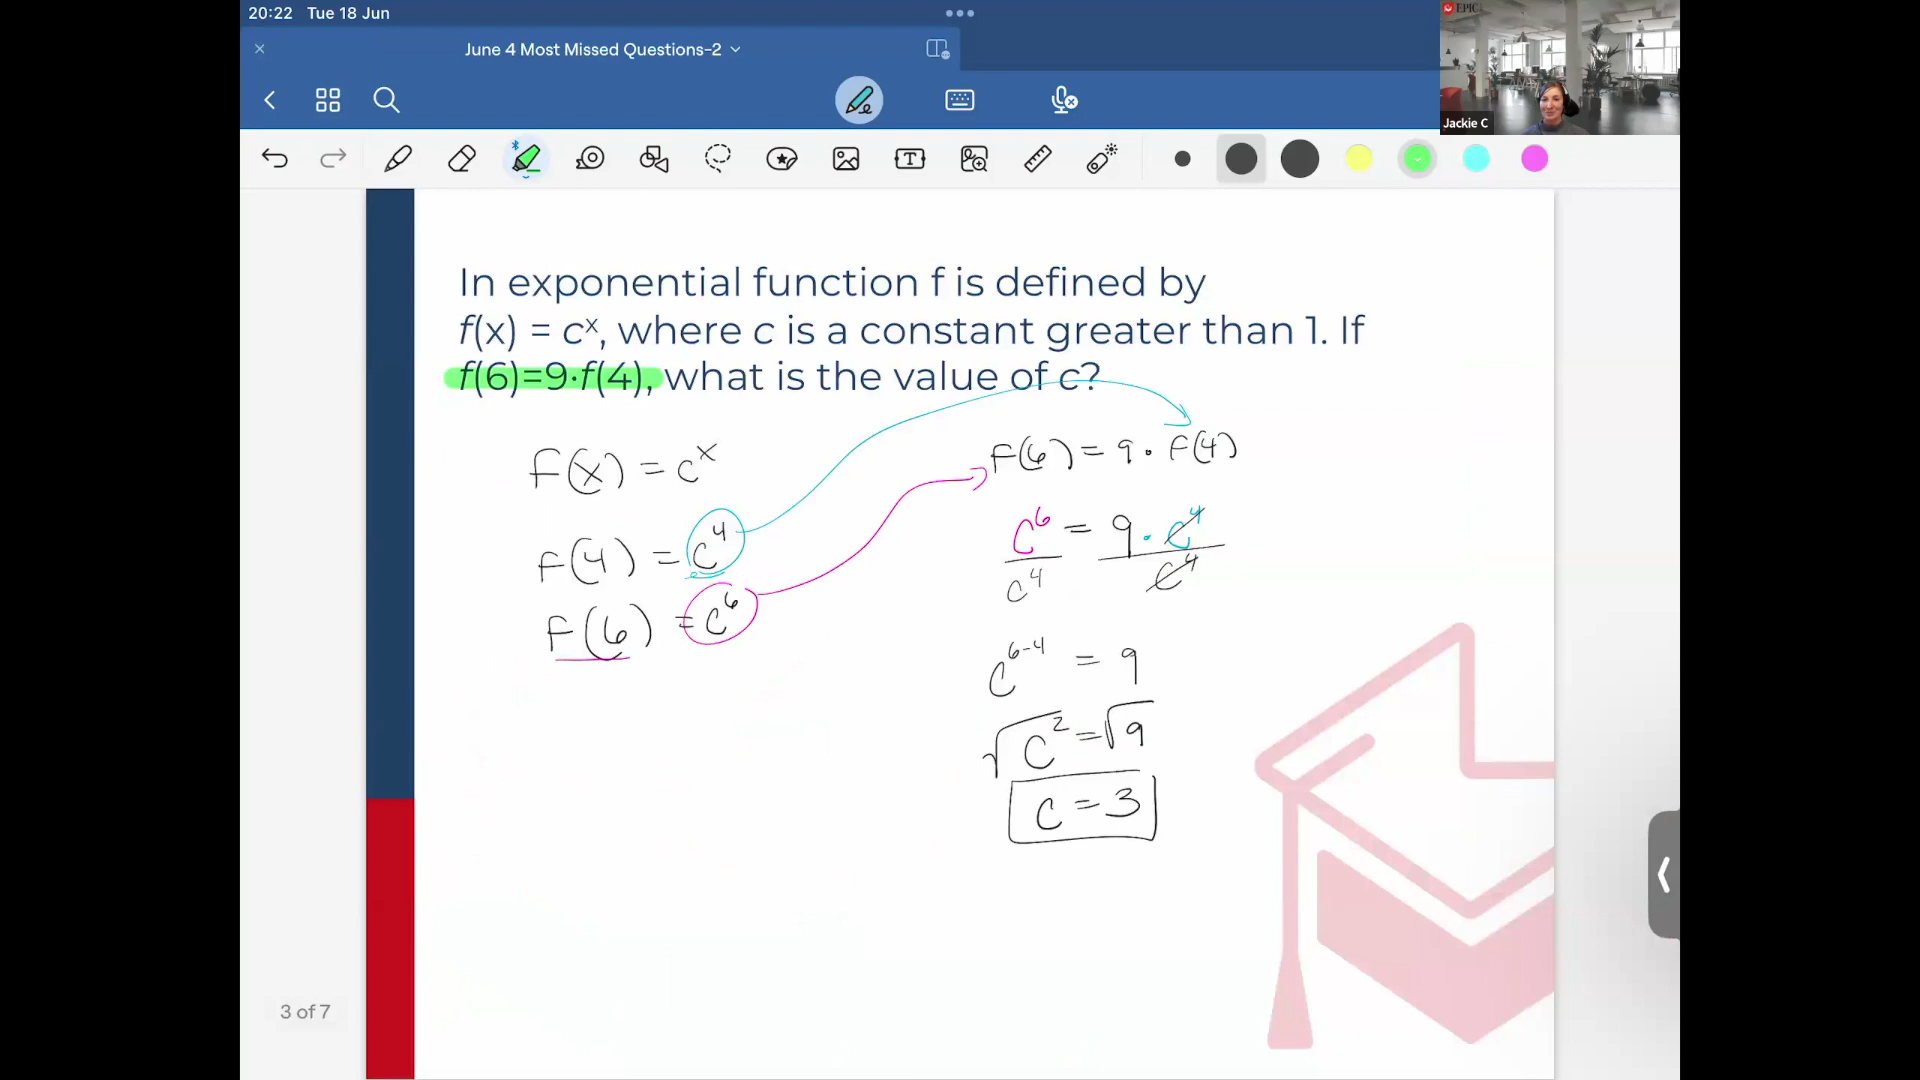 20:22 Tue 18 Jun
EPIC
June 4 Most Missed Questions-2
Jackie C
In exponential function f is defined by
f(x) = cˣ, where c is a constant greater than 1. If
f(6)=9·f(4), what is the value of c?
f(x) = cˣ
f(6) = 9 · f(4)
f(4) = c⁴
c⁶ = 9 · c⁴
c⁴ c⁴
f(6) = c⁶
c⁶⁻⁴ = 9
√c² = √9
c = 3
3 of 7